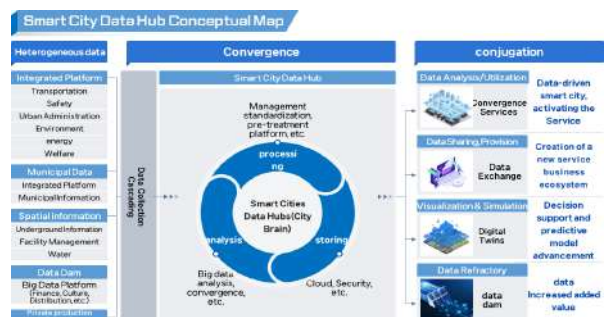 Smart City Data Hub Conceptual Map
Heterogeneous data
Integrated Platform
Transportation
Safety
Urban Administration
Environment
energy
Welfare
Municipal Data
Integrated Platform
Municipal Information
Spatial Information
Underground Information
Facility Management
Water
Data Dam
Big Data Platform
(Finance, Culture,
Distribution, etc.)
Private production
Convergence
Data Collection
Cascading
Smart City Data Hub
Management
standardization,
pre-treatment
platform, etc.
processi
ng
Smart Cities
Data Hubs(City
Brain)
analysis
storing
Big data
analysis,
convergence,
etc.
Cloud, Security,
etc.
conjugation
Data Analysis/Utilization
Convergence
Services
Data-driven
smart city,
activating the
Service
Data Sharing, Provision
Data
Exchange
Creation of a
new service
business
ecosystem
Visualization & Simulation
Digital
Twins
Decision
support and
predictive
model
advancement
Data Refractory
data
dam
data
Increased added
value